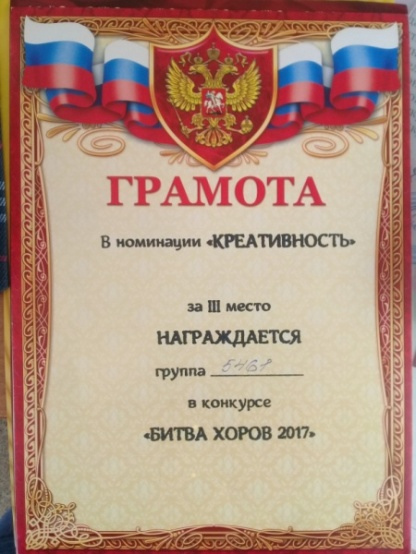 ГРАМОТА
В номинации «КРЕАТИВНОСТЬ»
за III место
НАГРАЖДАЕТСЯ
группа
в конкурсе
«БИТВА ХОРОВ 2017»